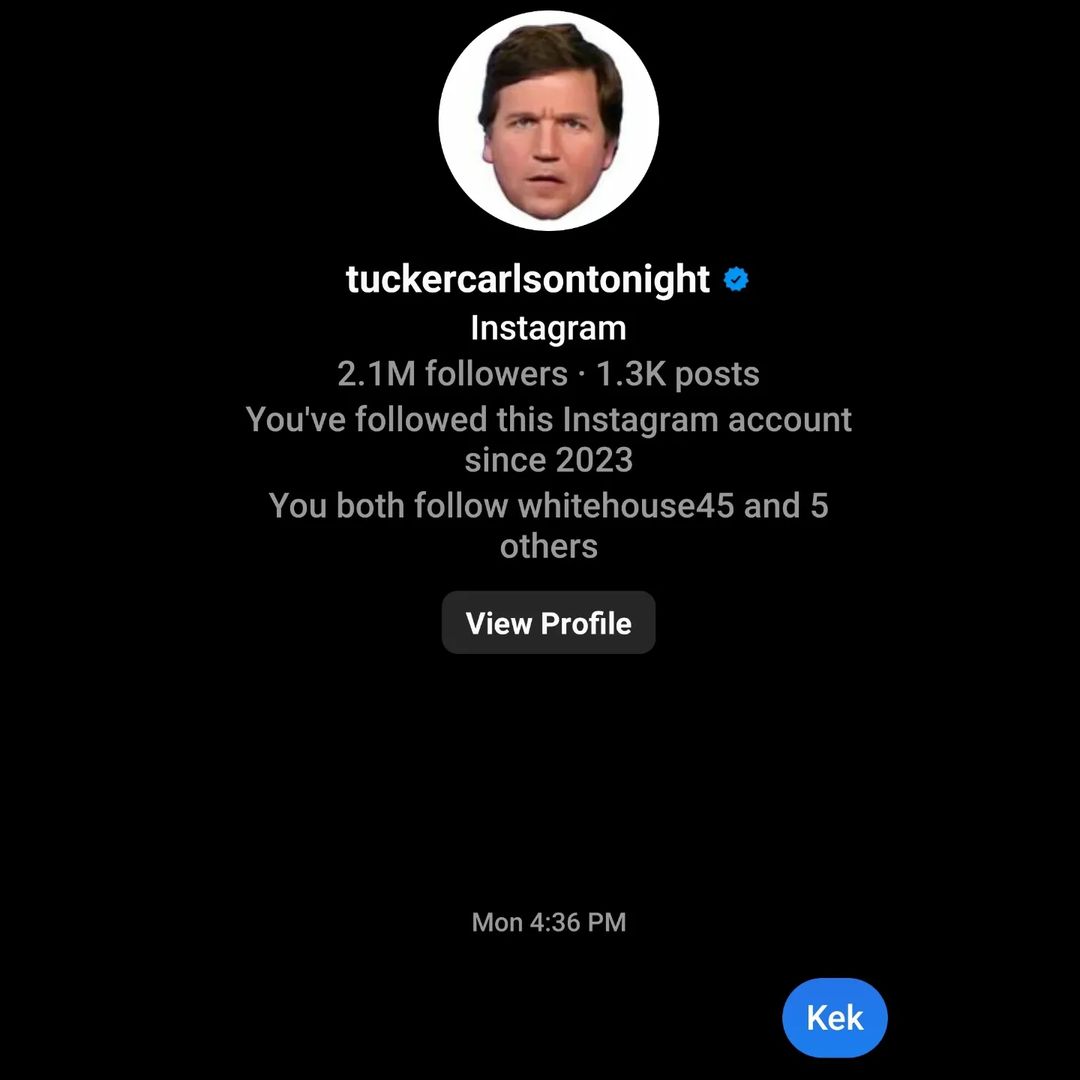 tuckercarlsontonight
Instagram
2.1M followers · 1.3K posts
You've followed this Instagram account
since 2023
You both follow whitehouse45 and 5
others
View Profile
Mon 4:36 PM
Kek